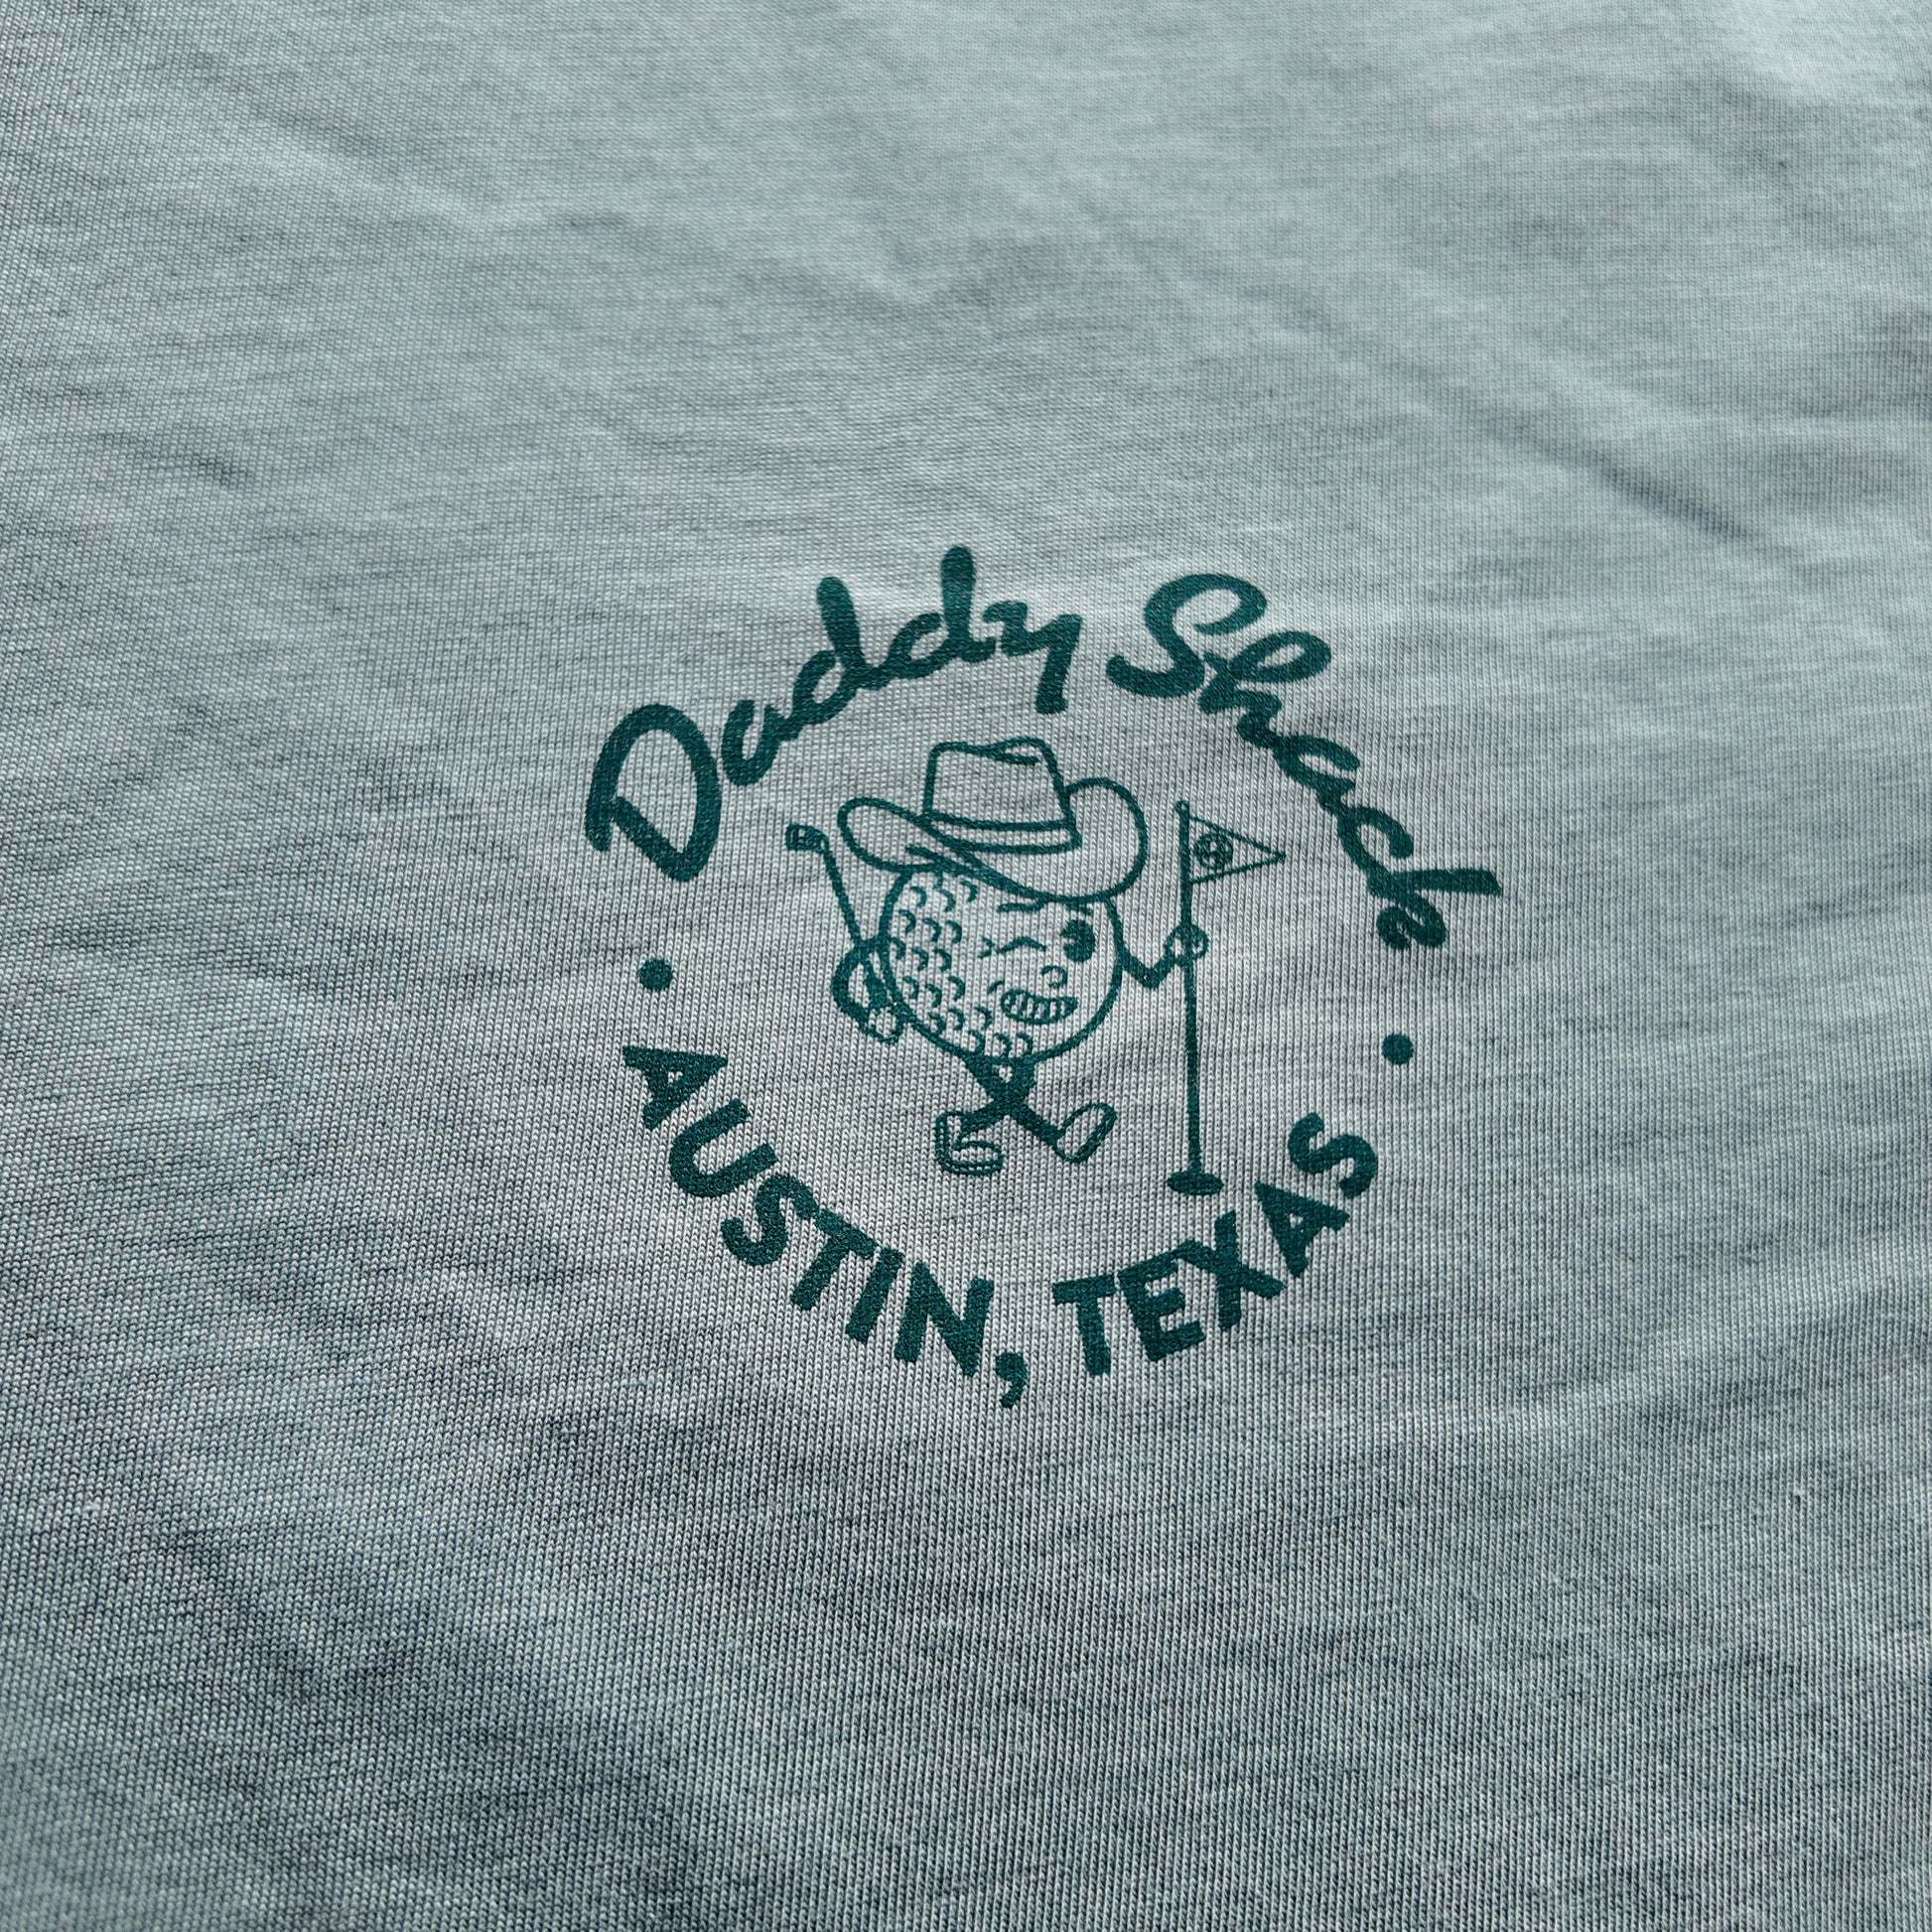 Daddy Shack
AUSTIN, TEXAS